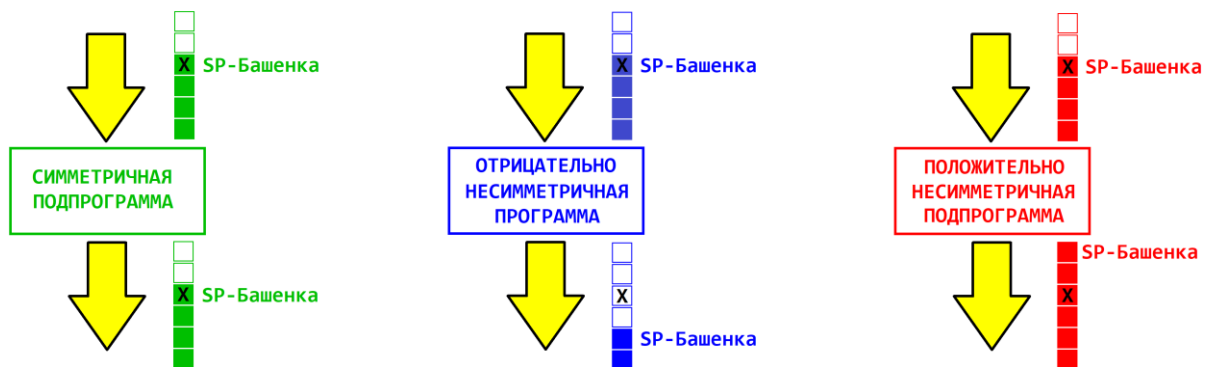 X SP-Башенка
X SP-Башенка
X SP-Башенка
СИММЕТРИЧНАЯ
ПОДПРОГРАММА
ОТРИЦАТЕЛЬНО
НЕСИММЕТРИЧНАЯ
ПРОГРАММА
ПОЛОЖИТЕЛЬНО
НЕСИММЕТРИЧНАЯ
ПОДПРОГРАММА
X SP-Башенка
X
SP-Башенка
SP-Башенка
X